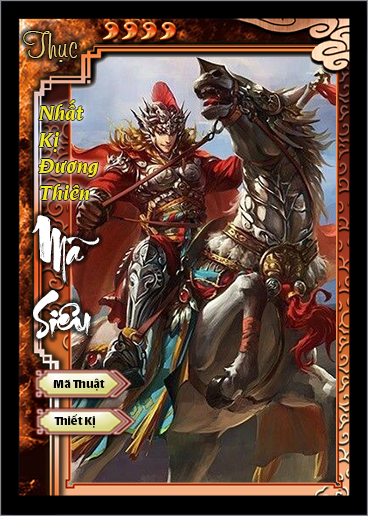 Thục
Nhất
Kị
Đương
Thiên
Mã
Siêu
Mã Thuật
Thiết Kị